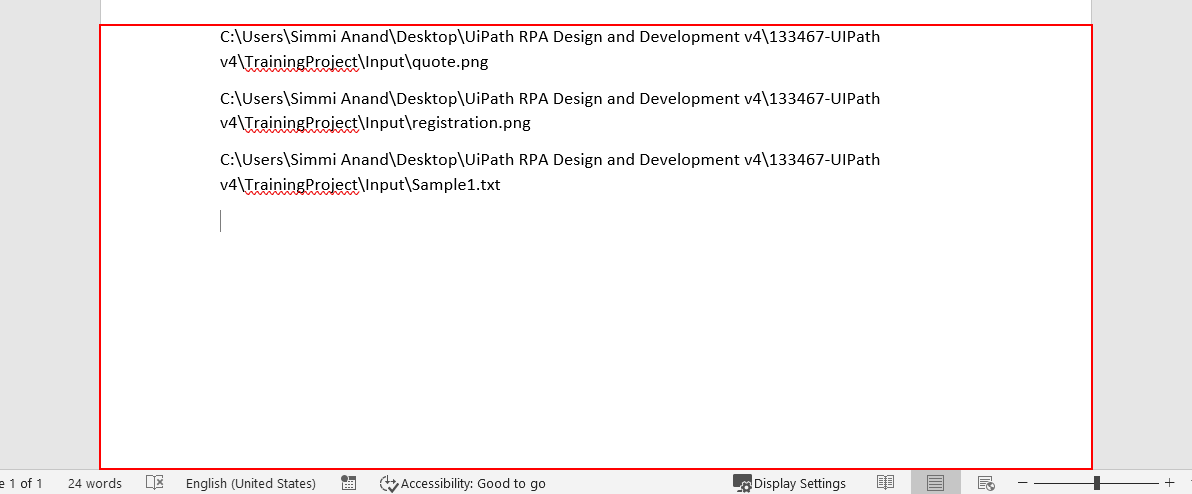 C:\Users\Simmi Anand\Desktop\UiPath RPA Design and Development v4\133467-UIPath
v4\TrainingProject\Input\quote.png
C:\Users\Simmi Anand\Desktop\UiPath RPA Design and Development v4\133467-UIPath
v4\TrainingProject\Input\registration.png
C:\Users\Simmi Anand\Desktop\UiPath RPA Design and Development v4\133467-UIPath
v4\TrainingProject\Input\Sample1.txt
e 1 of 1 24 words English (United States) Accessibility: Good to go Display Settings